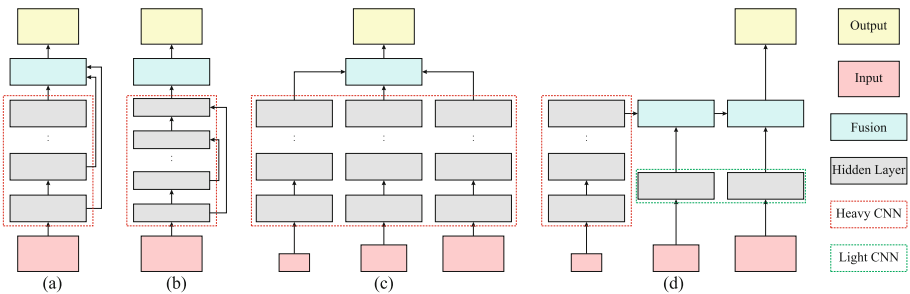 Output
Input
Fusion
Hidden Layer
Heavy CNN
Light CNN
(a)
(b)
(c)
(d)